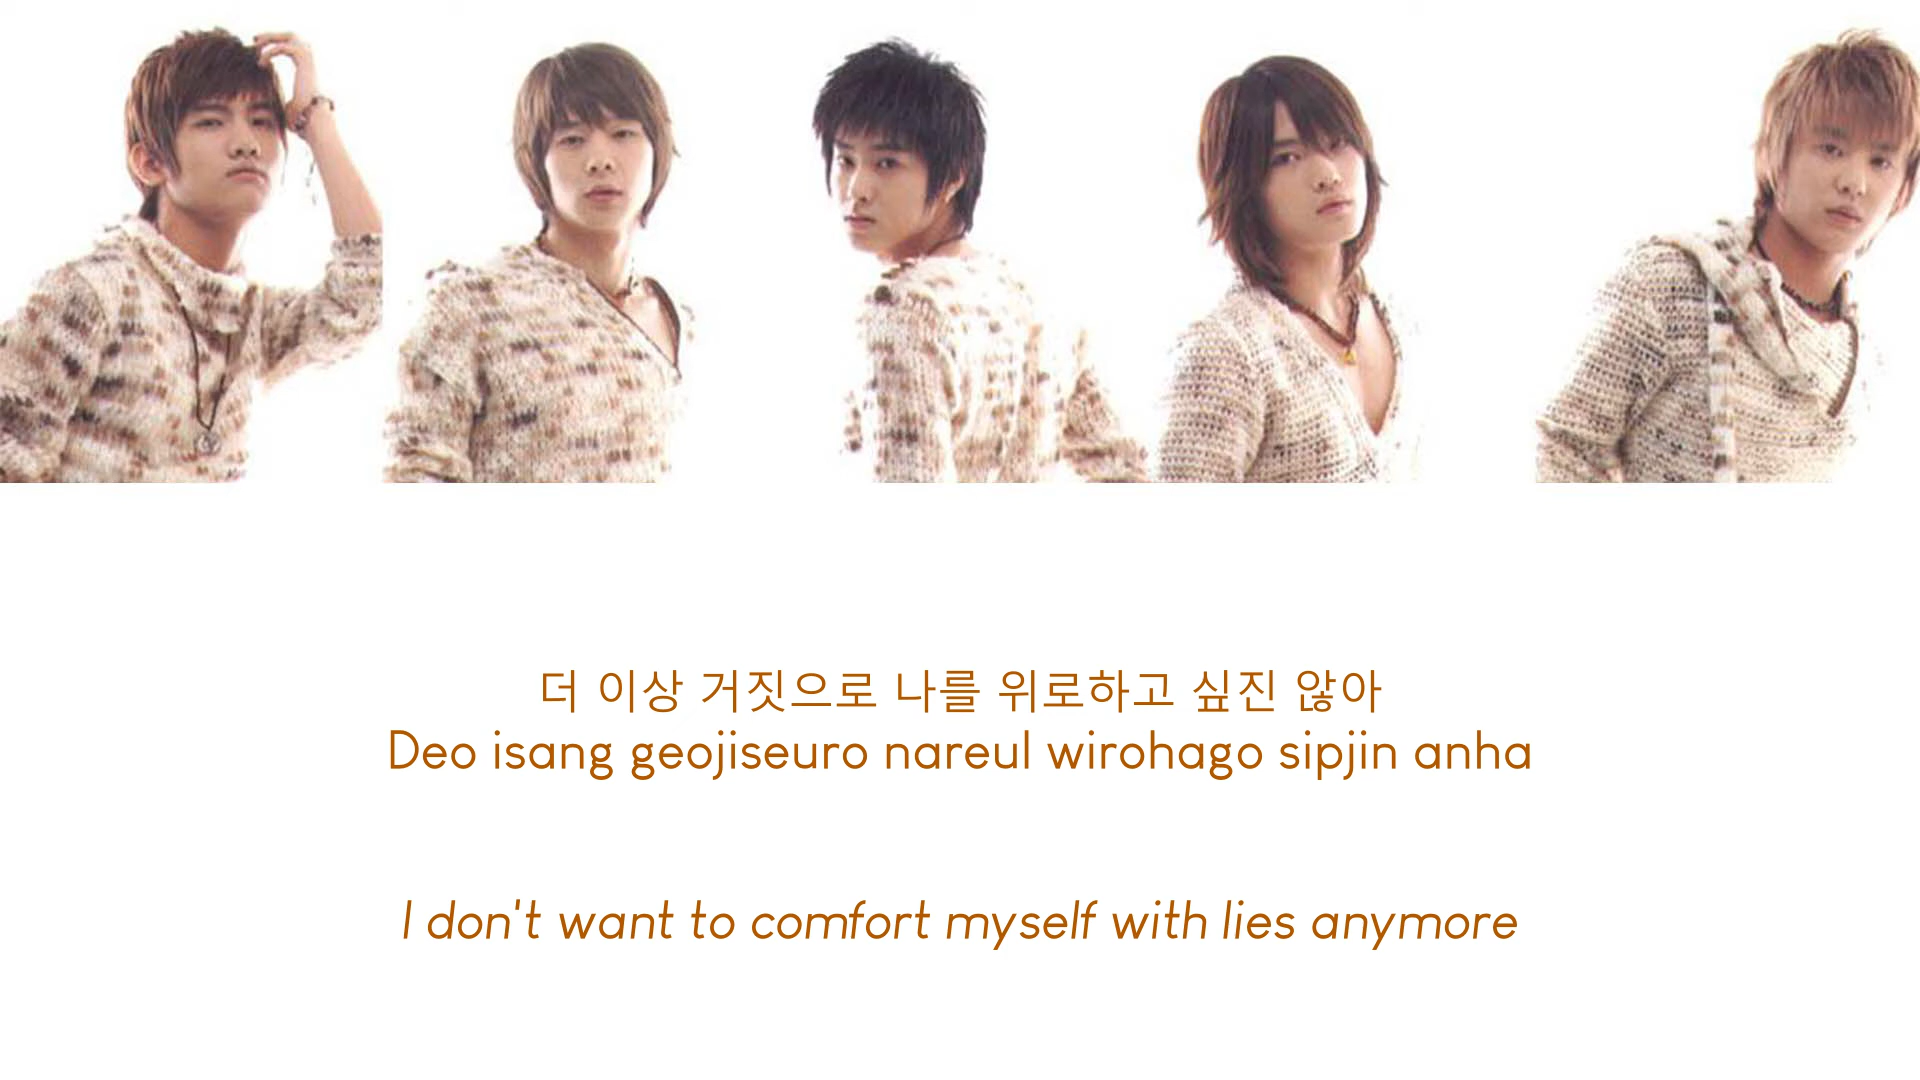 더 이상 거짓으로 나를 위로하고 싶진 않아
Deo isang geojiseuro nareul wirohago sipjin anha
I don't want to comfort myself with lies anymore